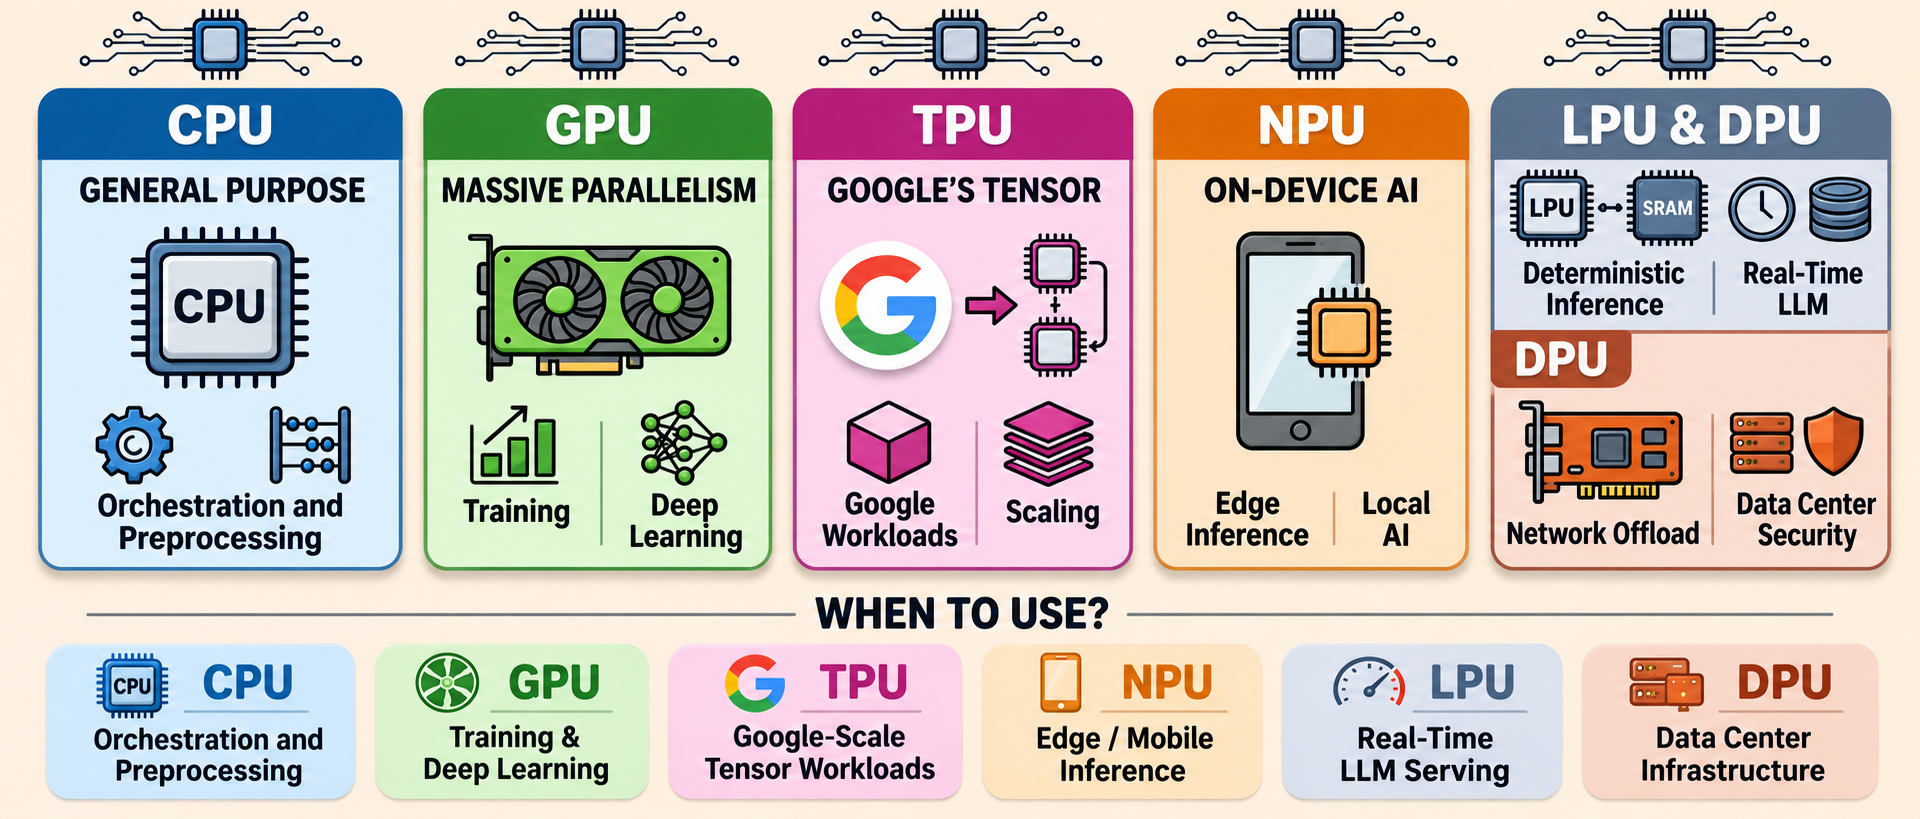 CPU
GENERAL PURPOSE
CPU
Orchestration and
Preprocessing
GPU
MASSIVE PARALLELISM
Training
Deep
Learning
TPU
GOOGLE'S TENSOR
Google
Workloads
Scaling
NPU
ON-DEVICE AI
Edge
Inference
Local
AI
LPU & DPU
LPU
SRAM
Deterministic
Inference
Real-Time
LLM
DPU
Network Offload
Data Center
Security
WHEN TO USE?
CPU
CPU
Orchestration and
Preprocessing
GPU
Training &
Deep Learning
TPU
Google-Scale
Tensor Workloads
NPU
Edge / Mobile
Inference
LPU
Real-Time
LLM Serving
DPU
Data Center
Infrastructure